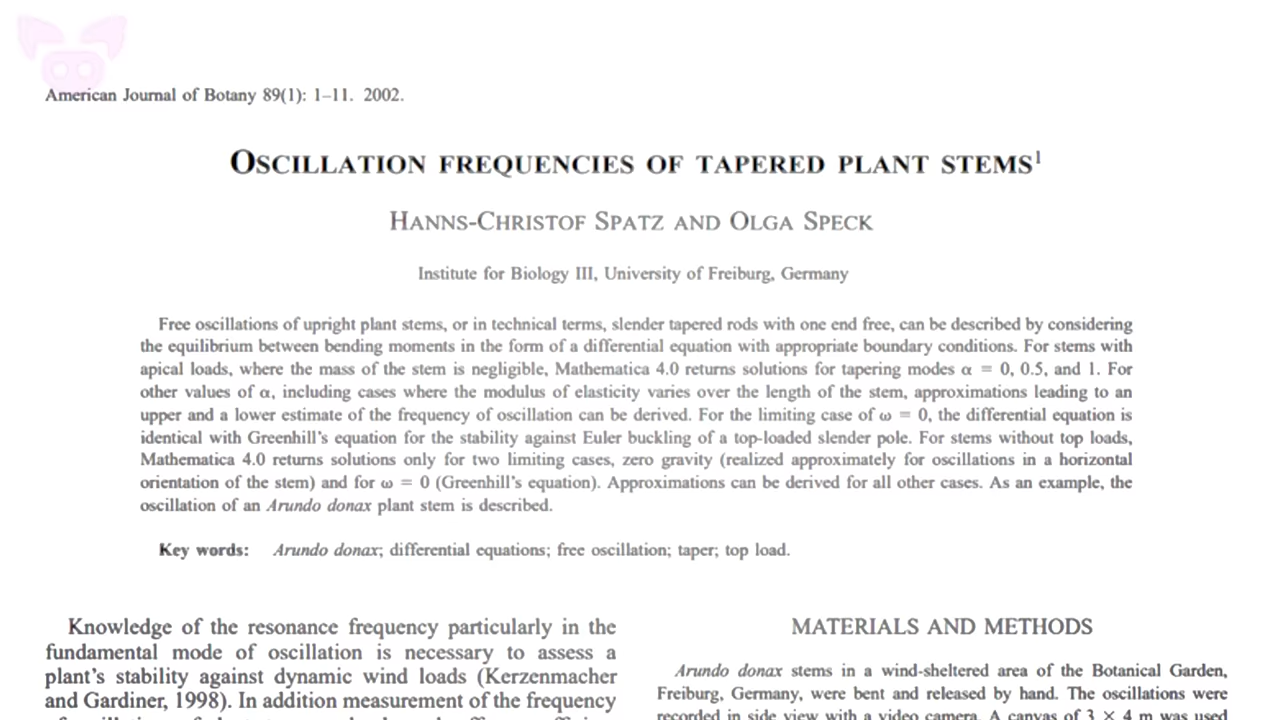 American Journal of Botany 89(1): 1–11. 2002.
OSCILLATION FREQUENCIES OF TAPERED PLANT STEMS¹
HANNS-CHRISTOF SPATZ AND OLGA SPECK
Institute for Biology III, University of Freiburg, Germany
Free oscillations of upright plant stems, or in technical terms, slender tapered rods with one end free, can be described by considering
the equilibrium between bending moments in the form of a differential equation with appropriate boundary conditions. For stems with
apical loads, where the mass of the stem is negligible, Mathematica 4.0 returns solutions for tapering modes α = 0, 0.5, and 1. For
other values of α, including cases where the modulus of elasticity varies over the length of the stem, approximations leading to an
upper and a lower estimate of the frequency of oscillation can be derived. For the limiting case of ω = 0, the differential equation is
identical with Greenhill's equation for the stability against Euler buckling of a top-loaded slender pole. For stems without top loads,
Mathematica 4.0 returns solutions only for two limiting cases, zero gravity (realized approximately for oscillations in a horizontal
orientation of the stem) and for ω = 0 (Greenhill's equation). Approximations can be derived for all other cases. As an example, the
oscillation of an Arundo donax plant stem is described.
Key words: Arundo donax; differential equations; free oscillation; taper; top load.
Knowledge of the resonance frequency particularly in the
fundamental mode of oscillation is necessary to assess a
plant's stability against dynamic wind loads (Kerzenmacher
and Gardiner, 1998). In addition measurement of the frequency
MATERIALS AND METHODS
Arundo donax stems in a wind-sheltered area of the Botanical Garden,
Freiburg, Germany, were bent and released by hand. The oscillations were
recorded in side view with a video camera. A canvas of 3 × 4 m was used